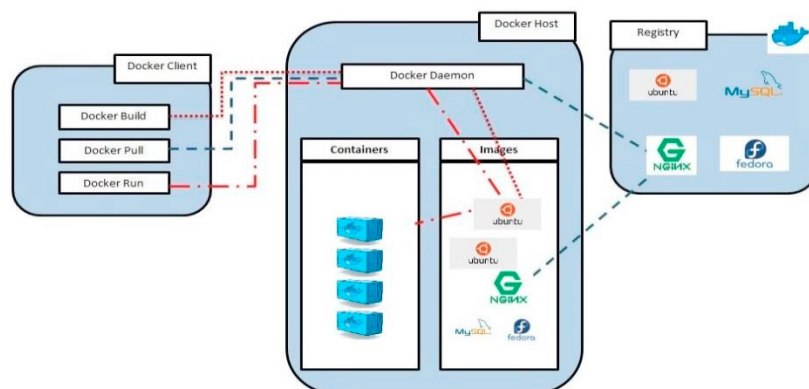 Docker Client
Docker Build
Docker Pull
Docker Run
Docker Host
Docker Daemon
Containers
Images
ubuntu
ubuntu
NGINX
MySQL
fedora
Registry
ubuntu
MySQL
NGINX
fedora